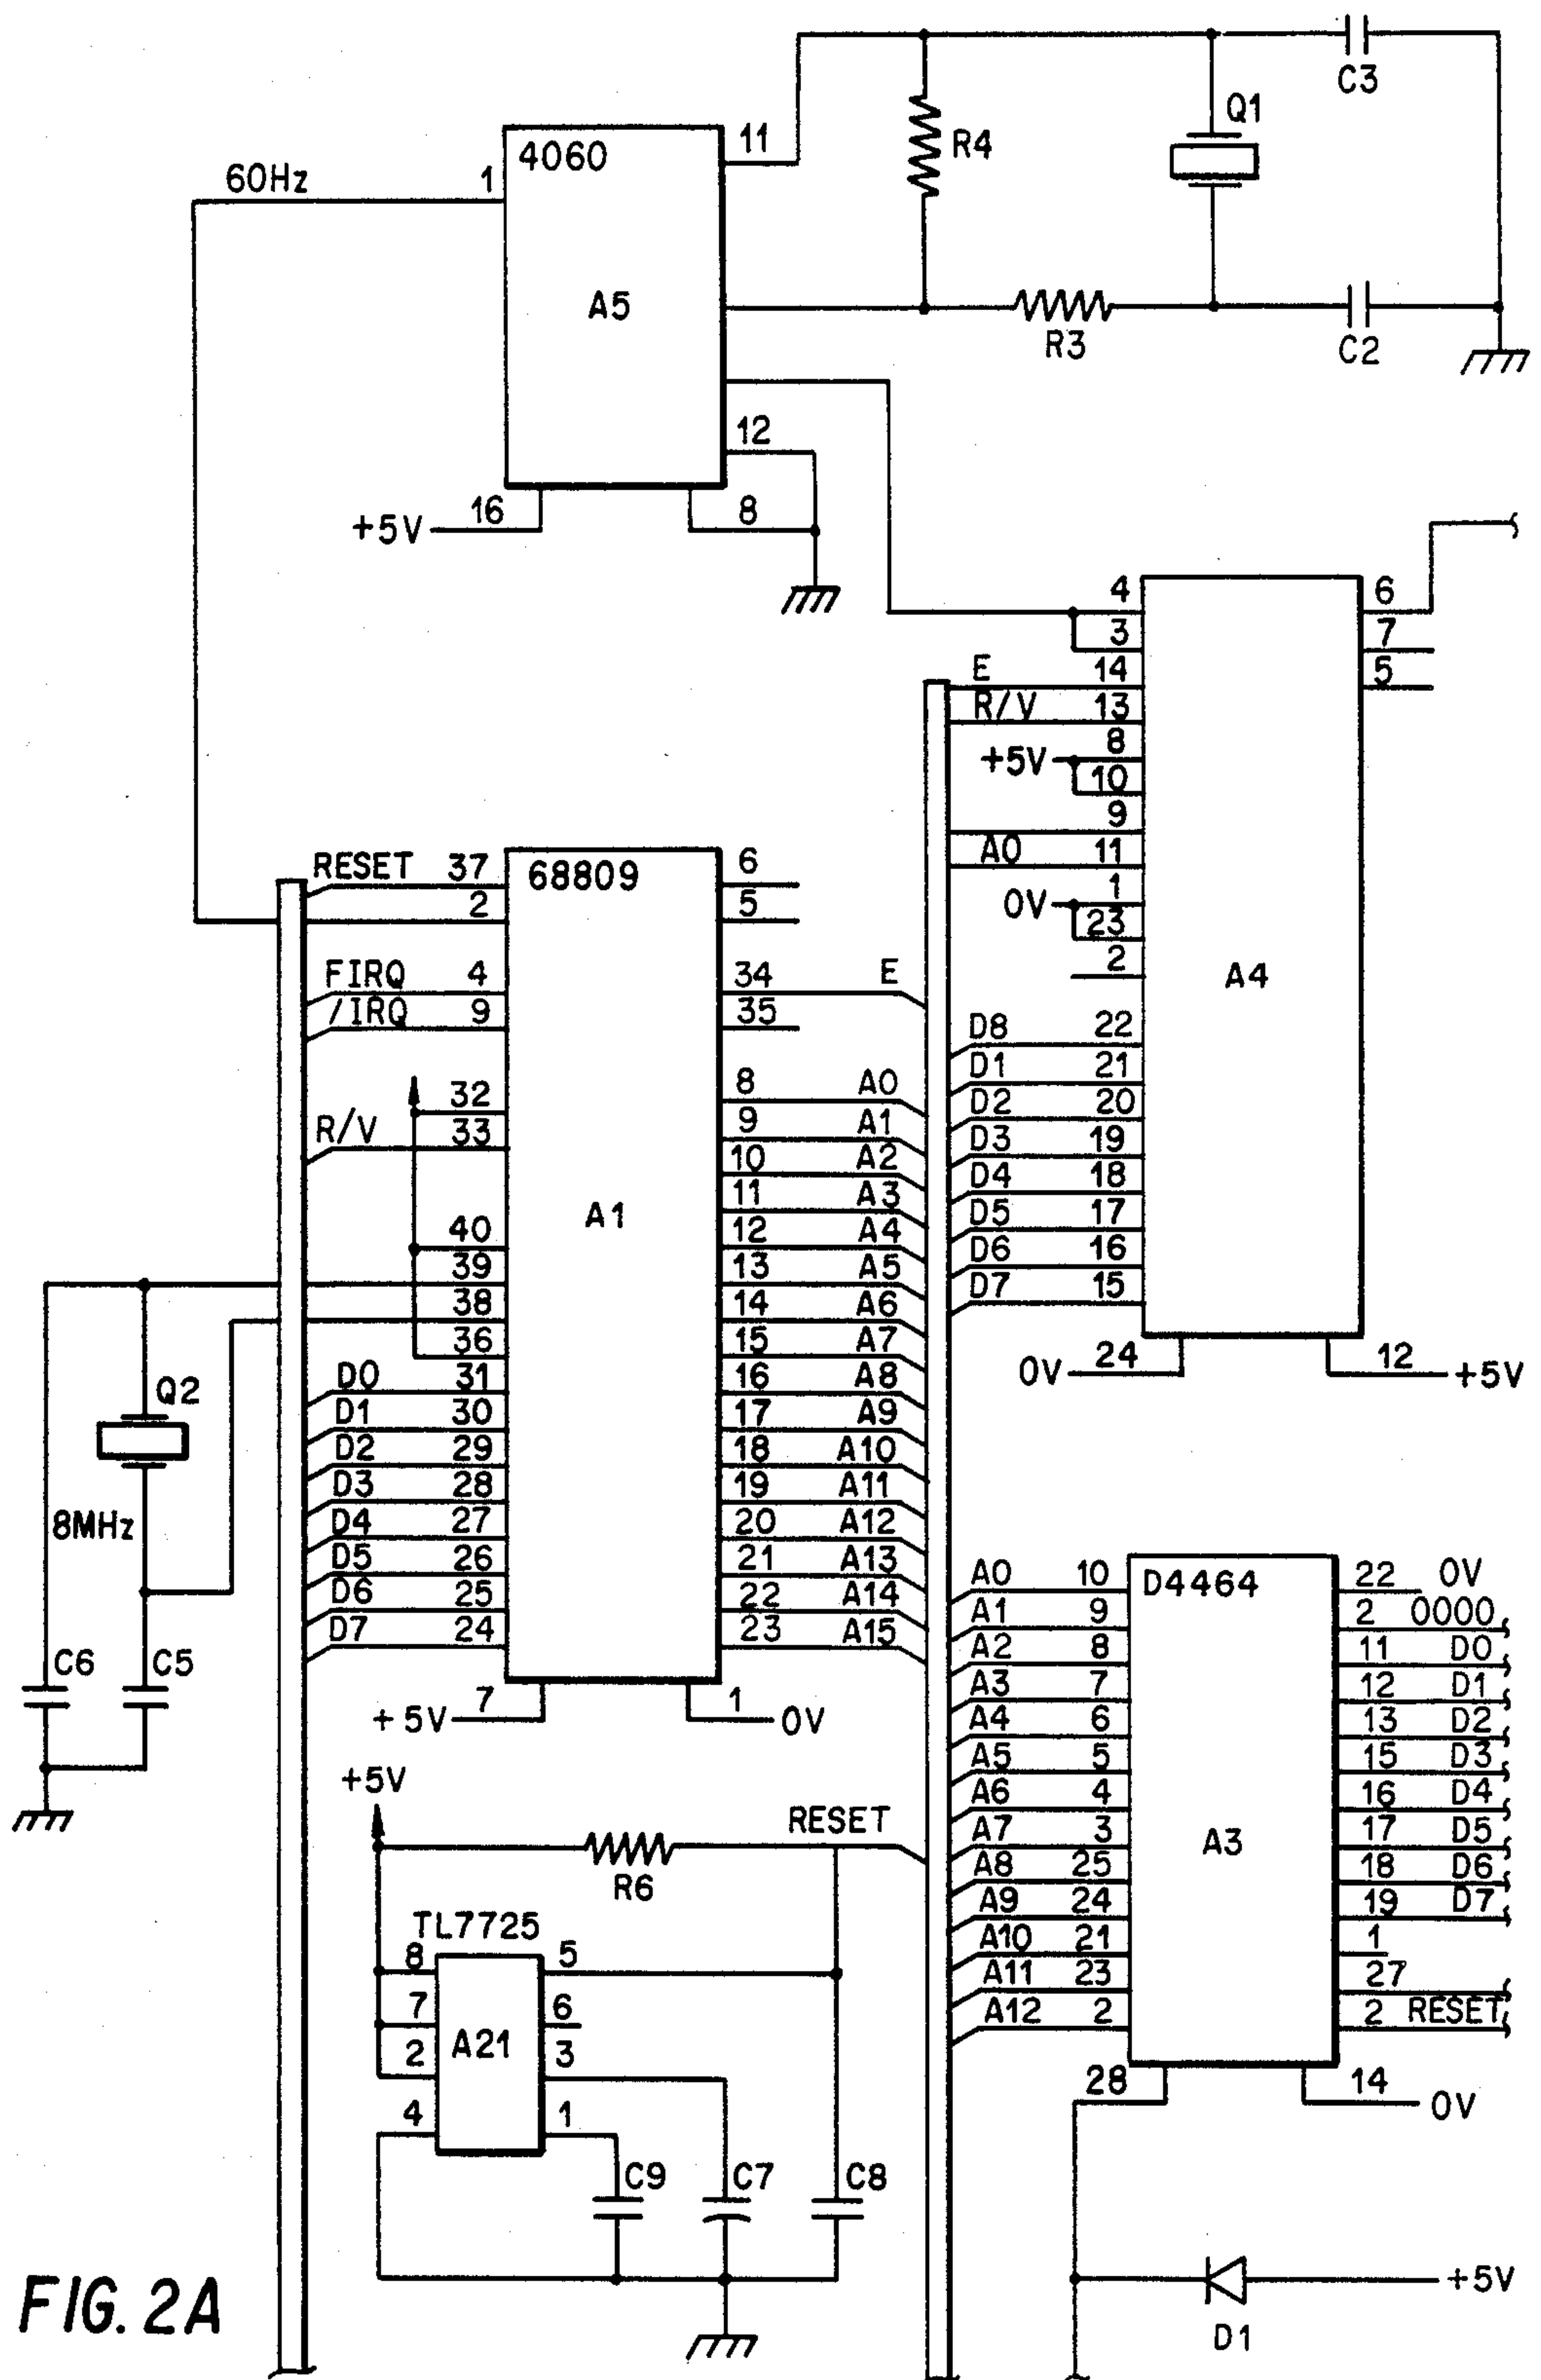 C3
Q1
R4
11
4060
60Hz
1
A5
R3
C2
12
+5V
16
8
4
6
3
7
E
14
5
R/V
13
8
+5V
10
9
A0
11
1
0V
23
2
A4
RESET
37
68809
6
2
5
FIRQ
4
34
E
/IRQ
9
35
D8
22
D1
21
D2
20
D3
19
D4
18
D5
17
D6
16
D7
15
0V
24
12
+5V
32
R/V
33
8
A0
9
A1
10
A2
11
A3
A1
40
12
A4
39
13
A5
38
14
A6
36
15
A7
D0
31
16
A8
D1
30
17
A9
D2
29
18
A10
D3
28
19
A11
D4
27
20
A12
D5
26
21
A13
D6
25
22
A14
D7
24
23
A15
Q2
8MHz
C6
C5
+5V
7
1
0V
A0
10
D4464
22
0V
A1
9
2
0000
A2
8
11
D0
A3
7
12
D1
A4
6
13
D2
A5
5
15
D3
A6
4
16
D4
A7
3
A3
17
D5
A8
25
18
D6
A9
24
19
D7
A10
21
1
A11
23
27
A12
2
2
RESET
28
14
0V
+5V
RESET
R6
TL7725
8
5
7
6
2
A21
3
4
1
C9
C7
C8
+5V
D1
FIG. 2A